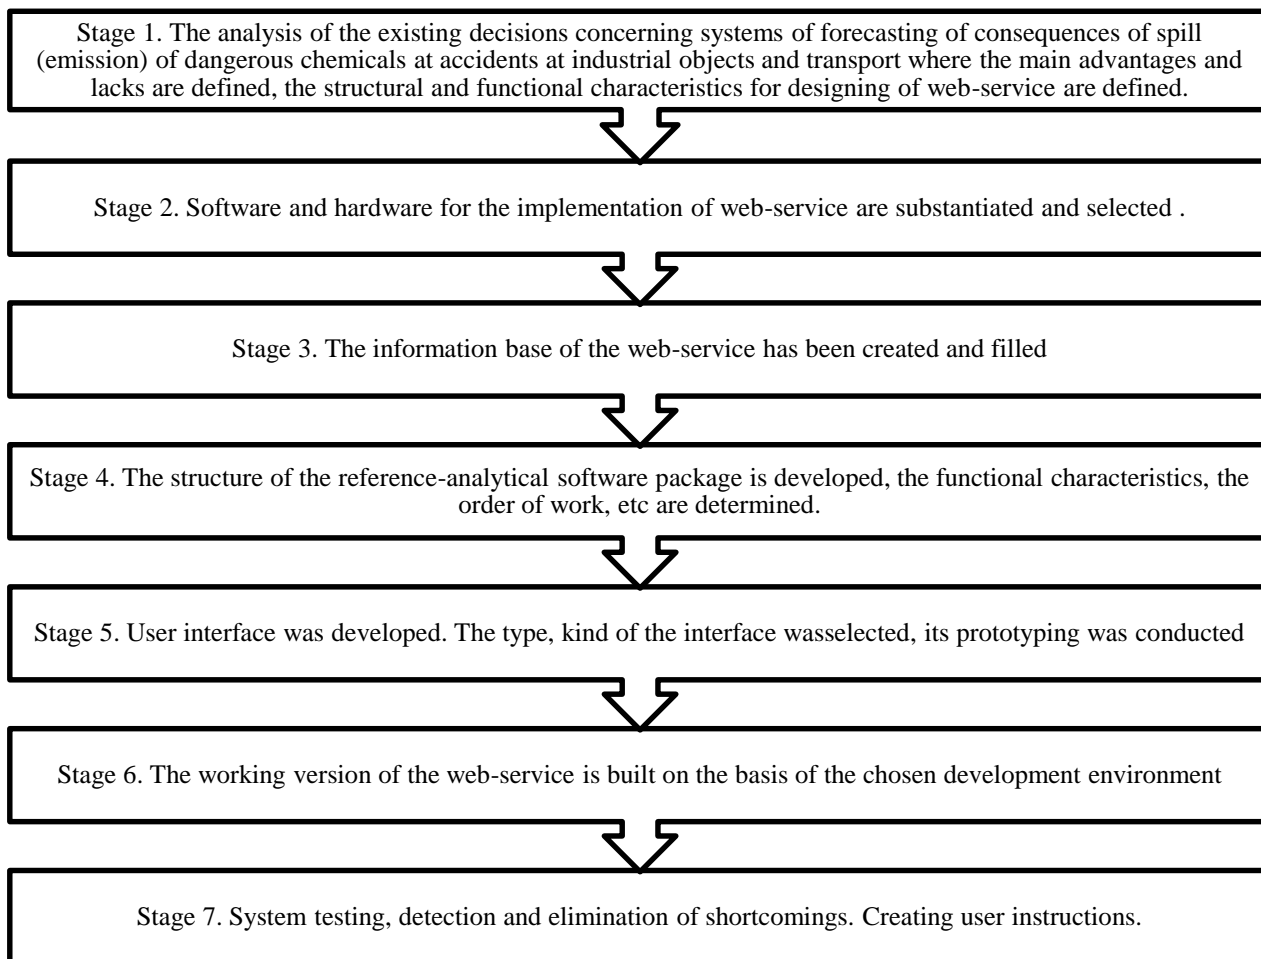 Stage 1. The analysis of the existing decisions concerning systems of forecasting of consequences of spill
(emission) of dangerous chemicals at accidents at industrial objects and transport where the main advantages and
lacks are defined, the structural and functional characteristics for designing of web-service are defined.
Stage 2. Software and hardware for the implementation of web-service are substantiated and selected .
Stage 3. The information base of the web-service has been created and filled
Stage 4. The structure of the reference-analytical software package is developed, the functional characteristics, the
order of work, etc are determined.
Stage 5. User interface was developed. The type, kind of the interface wasselected, its prototyping was conducted
Stage 6. The working version of the web-service is built on the basis of the chosen development environment
Stage 7. System testing, detection and elimination of shortcomings. Creating user instructions.